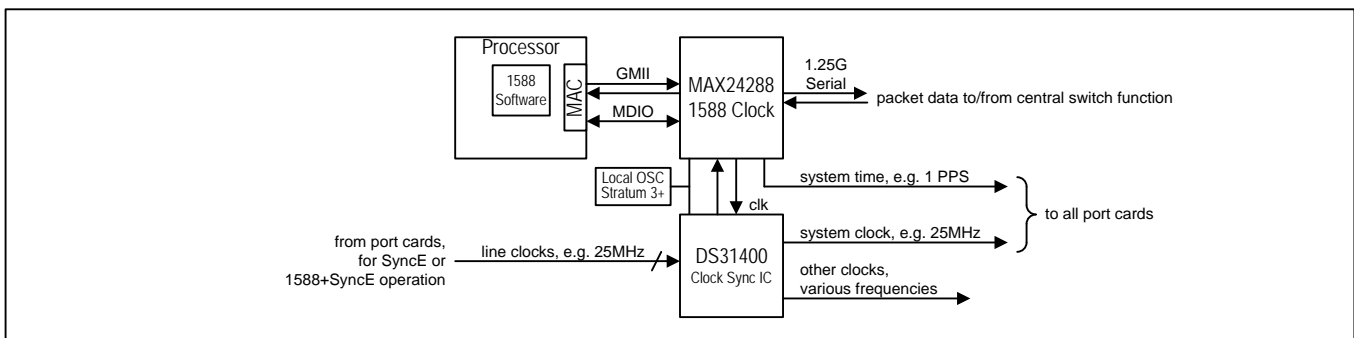 Processor
1588
Software
MAC
GMII
MDIO
MAX24288
1588 Clock
1.25G
Serial
packet data to/from central switch function
Local OSC
Stratum 3+
clk
system time, e.g. 1 PPS
to all port cards
from port cards,
for SyncE or
1588+SyncE operation
line clocks, e.g. 25MHz
DS31400
Clock Sync IC
system clock, e.g. 25MHz
other clocks,
various frequencies